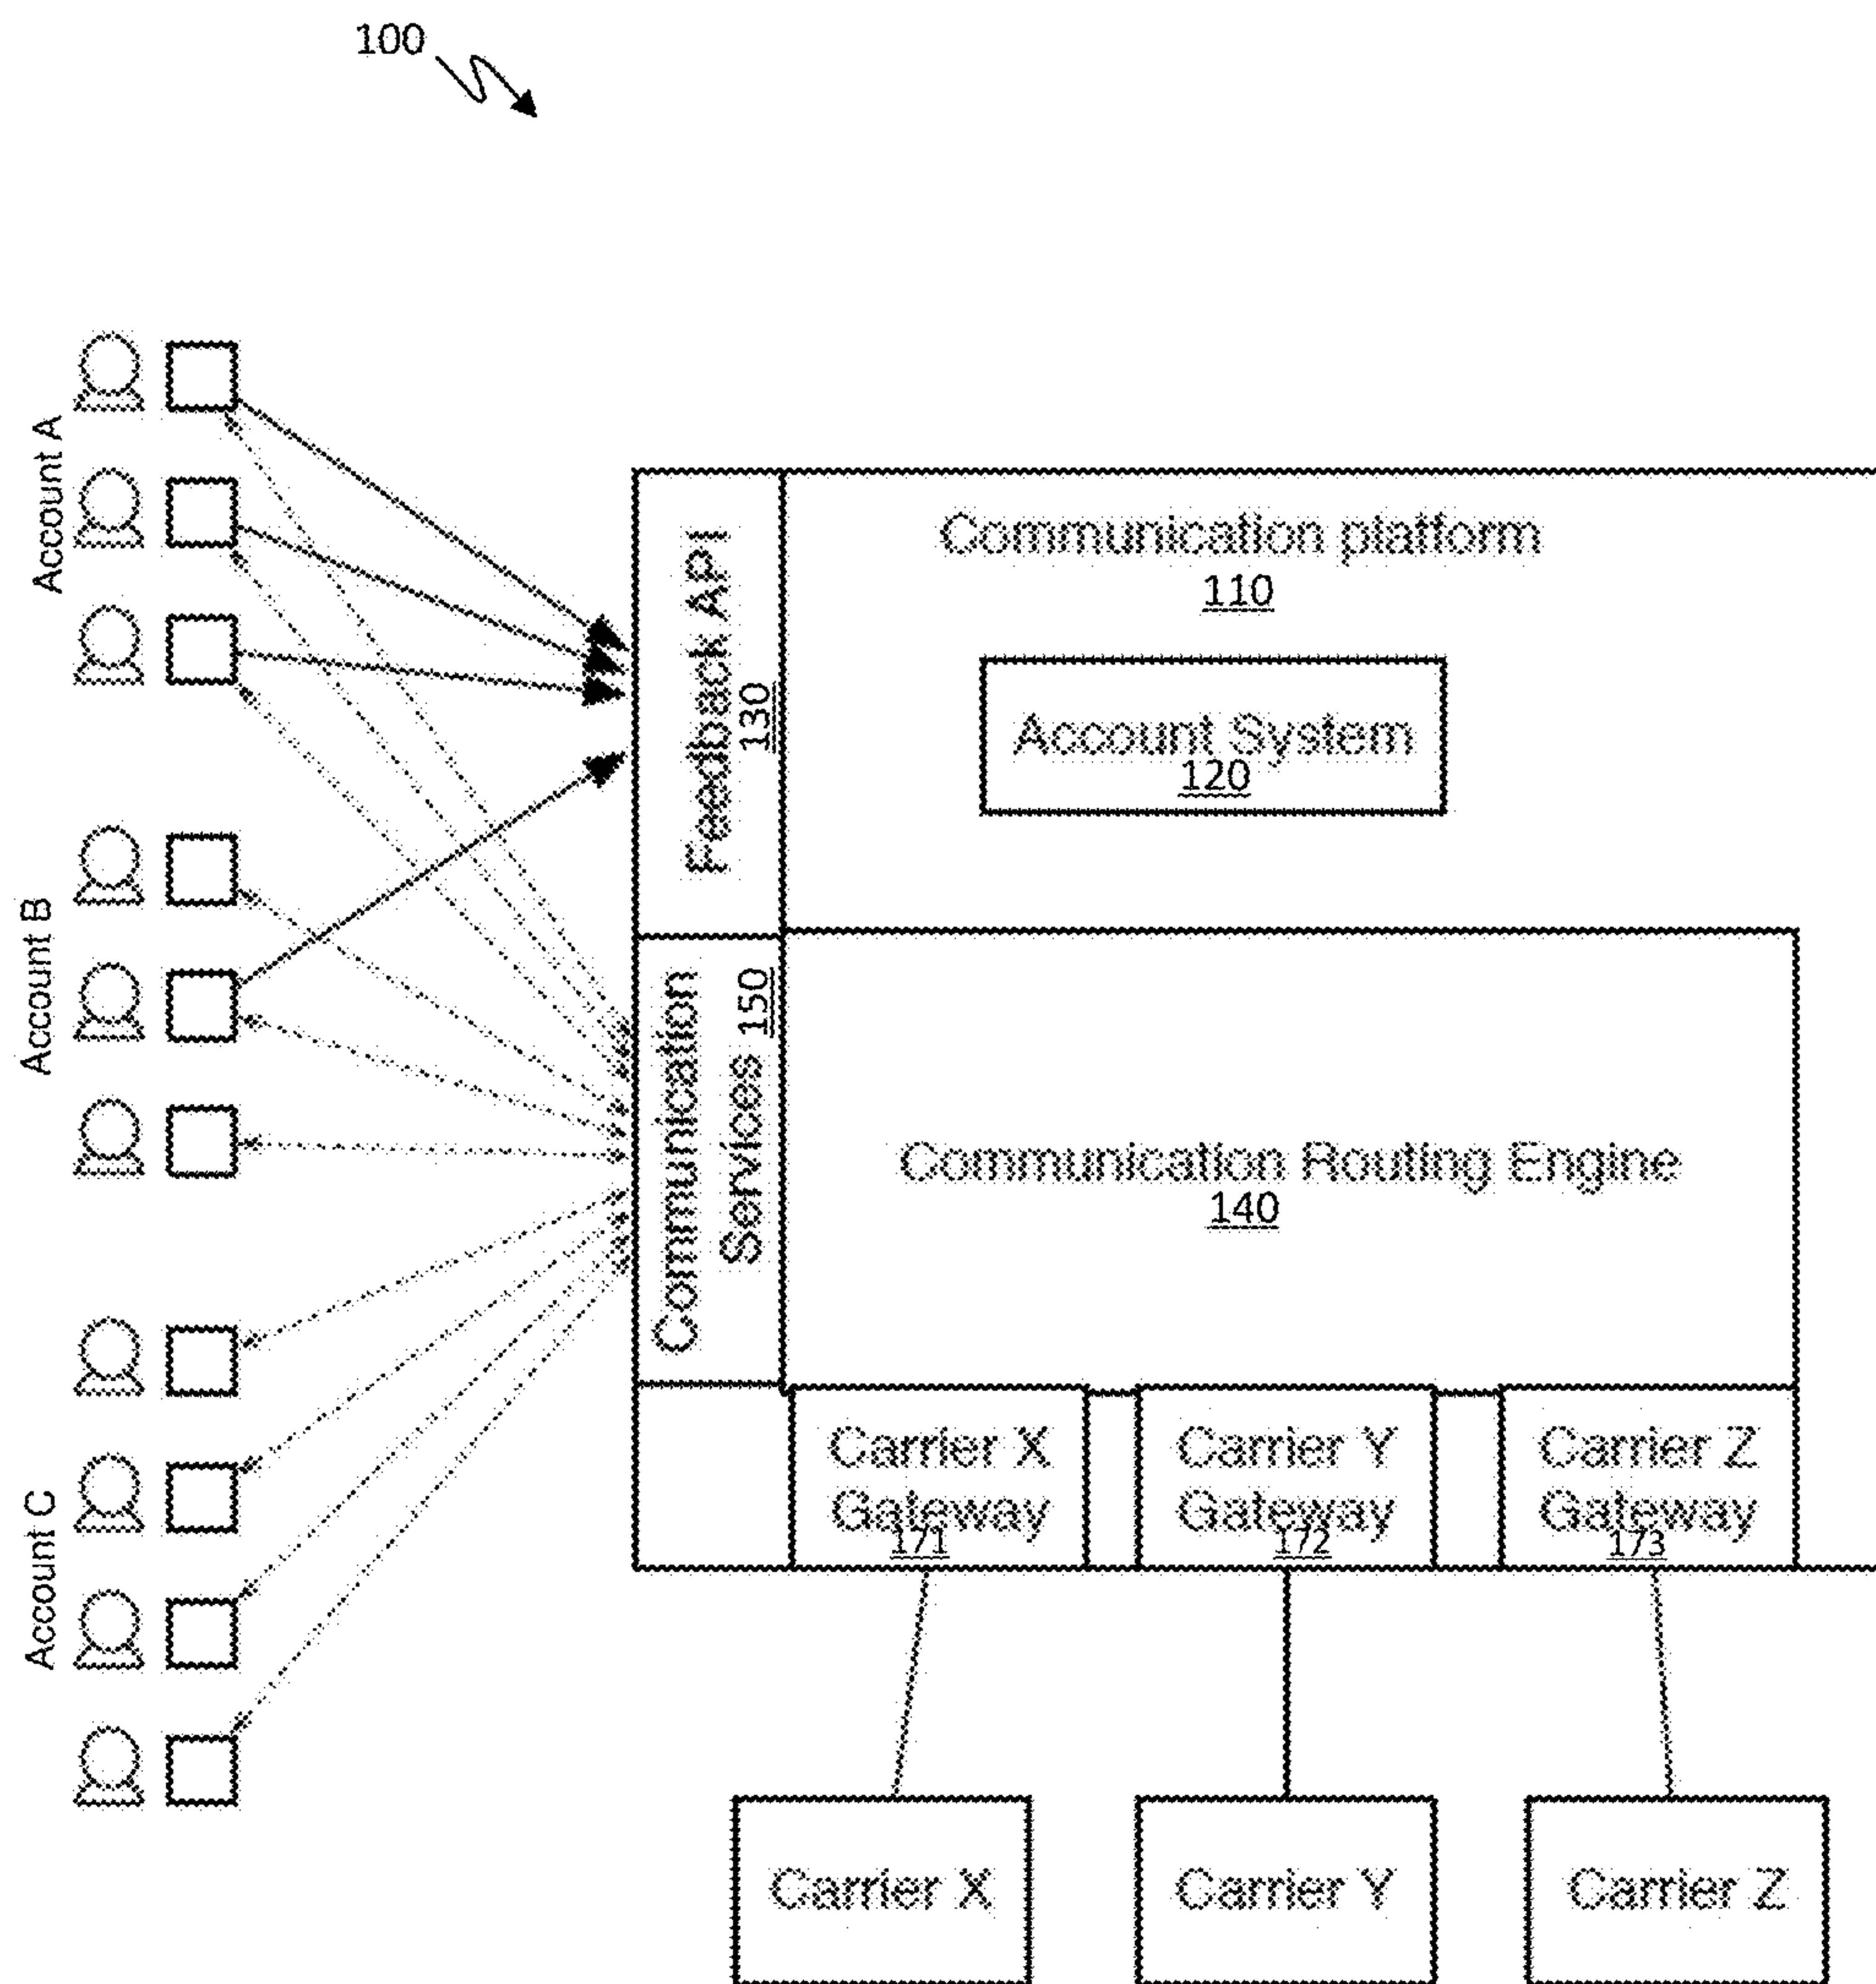 100
Account A
Account B
Account C
Feedback API
130
Communication
Services 150
Communication platform
110
Account System
120
Communication Routing Engine
140
Carrier X
Gateway
171
Carrier Y
Gateway
172
Carrier Z
Gateway
173
Carrier X
Carrier Y
Carrier Z